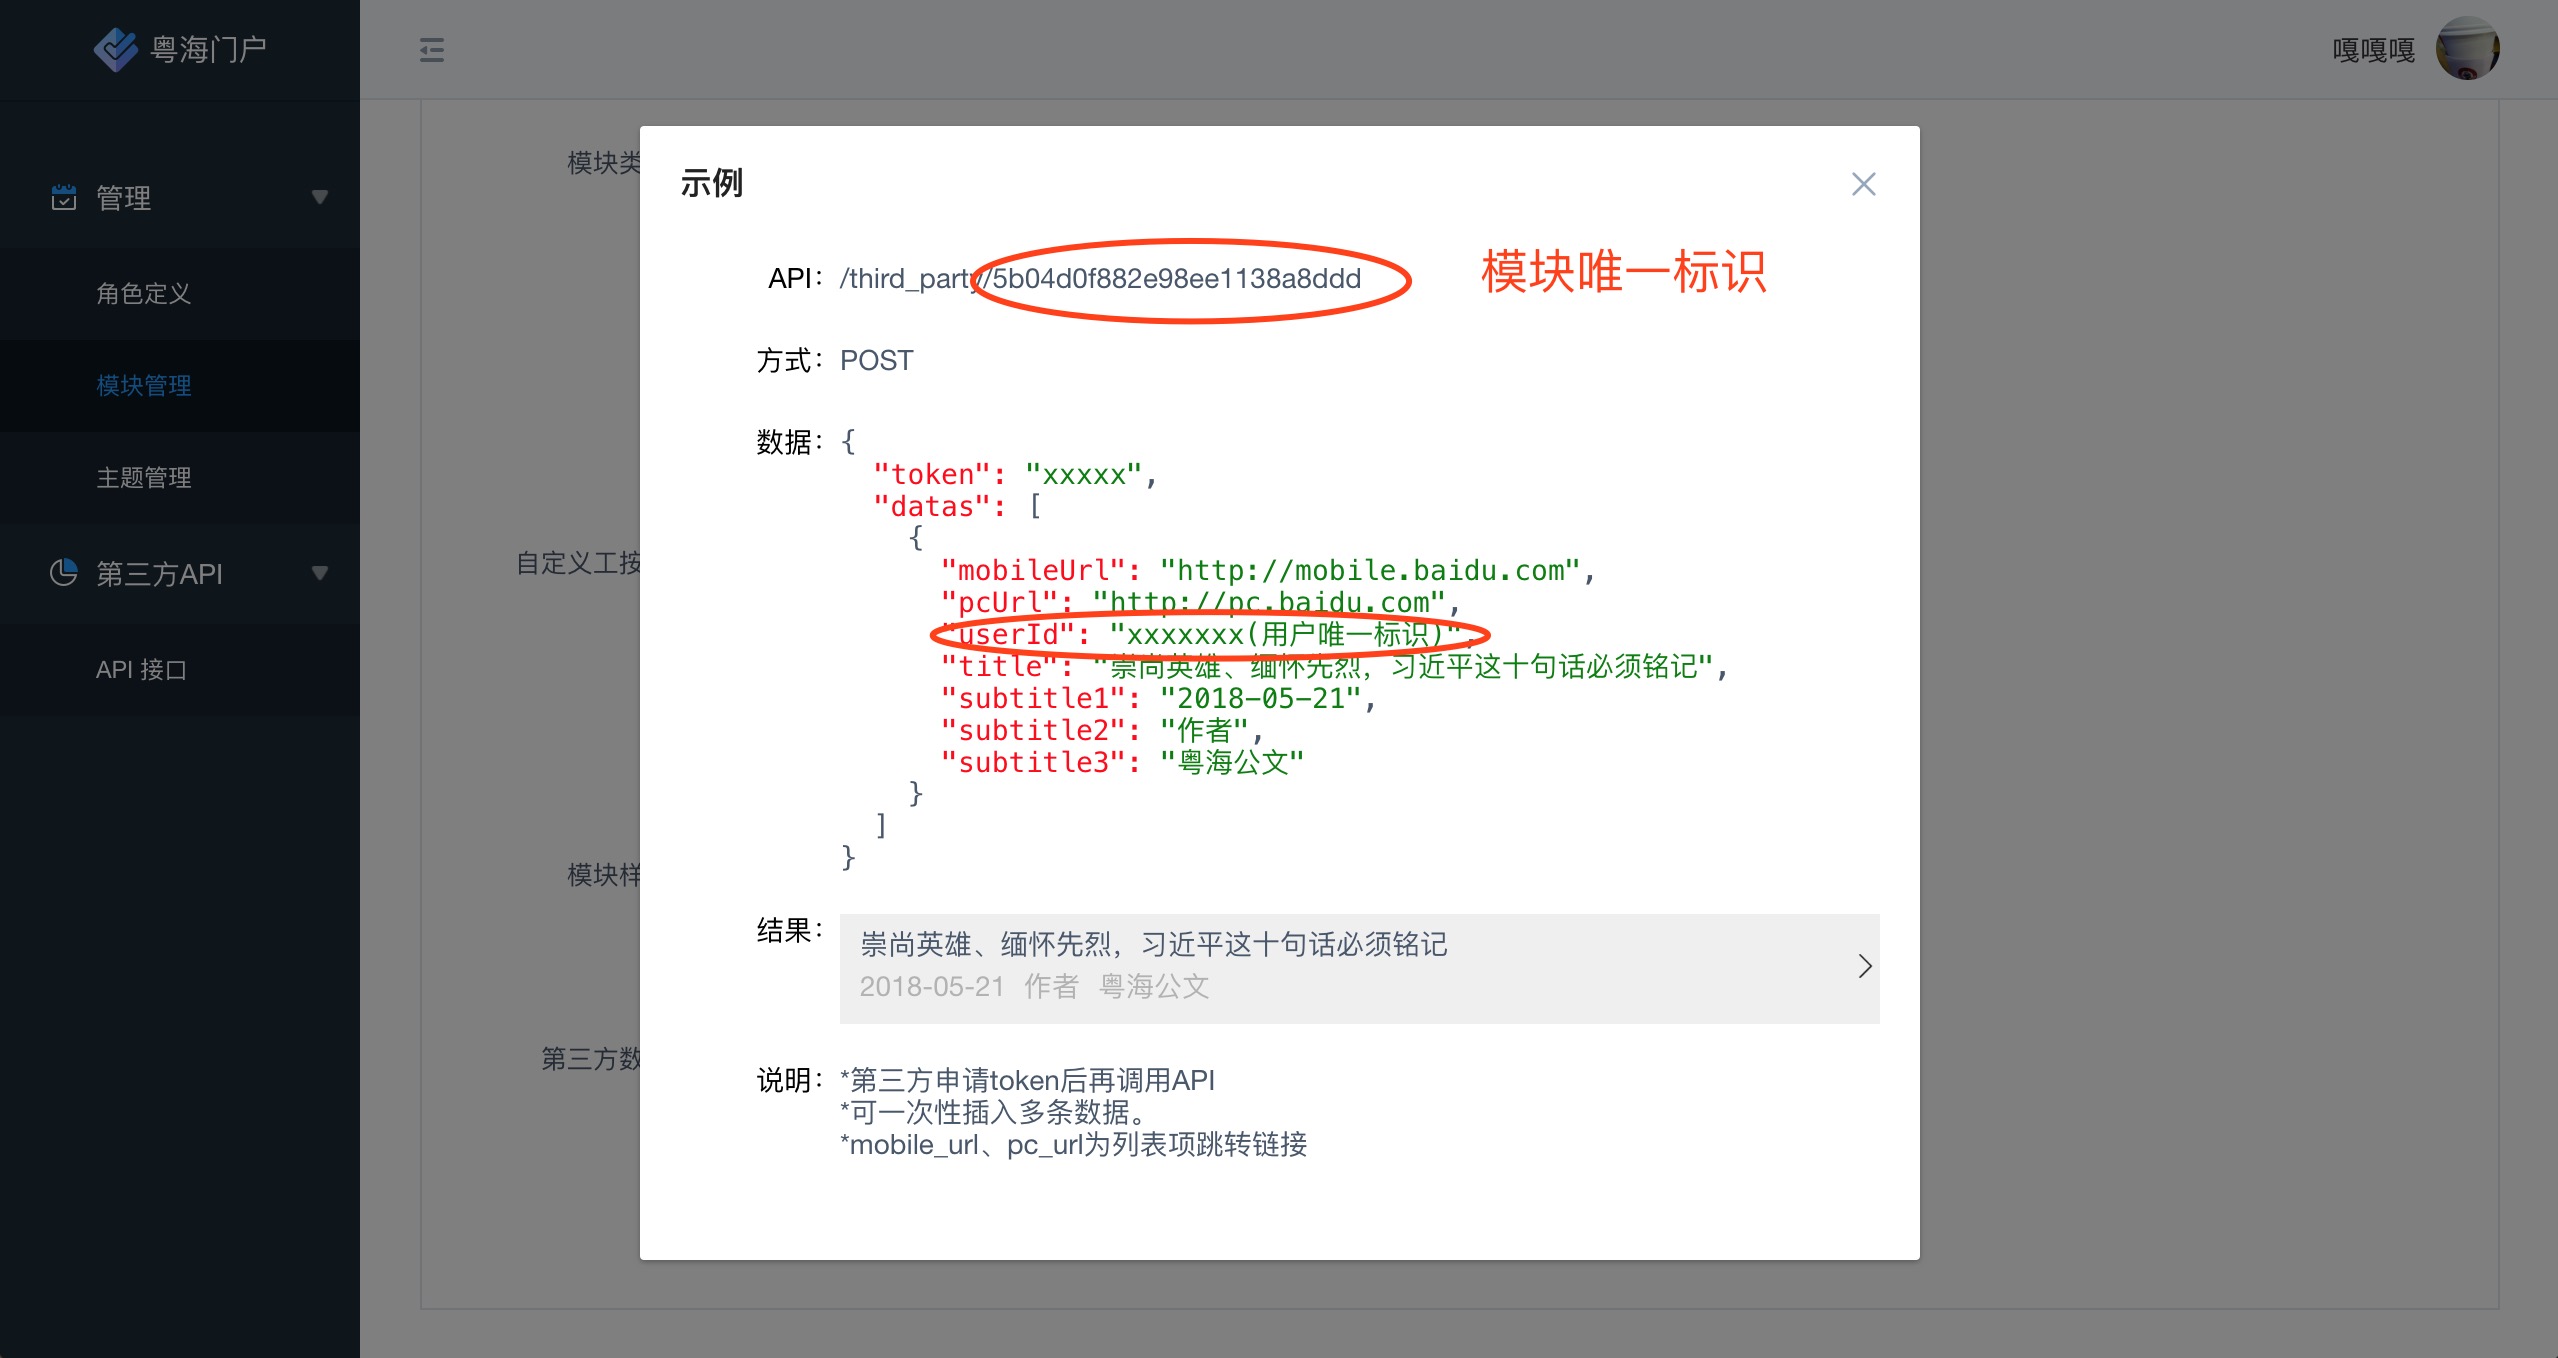 粤海门户
嘎嘎嘎
管理
角色定义
模块管理
主题管理
第三方API
API 接口
模块类
自定义工按
模块样
第三方数
示例
API： /third_party/5b04d0f882e98ee1138a8ddd
模块唯一标识
方式： POST
数据： {
"token": "xxxxx",
"datas": [
{
"mobileUrl": "http://mobile.baidu.com",
"pcUrl": "http://pc.baidu.com",
"userId": "xxxxxxx(用户唯一标识)",
"title": "崇尚英雄、缅怀先烈，习近平这十句话必须铭记",
"subtitle1": "2018-05-21",
"subtitle2": "作者",
"subtitle3": "粤海公文"
}
]
}
结果： 崇尚英雄、缅怀先烈，习近平这十句话必须铭记
2018-05-21 作者 粤海公文
说明： *第三方申请token后再调用API
*可一次性插入多条数据。
*mobile_url、pc_url为列表项跳转链接